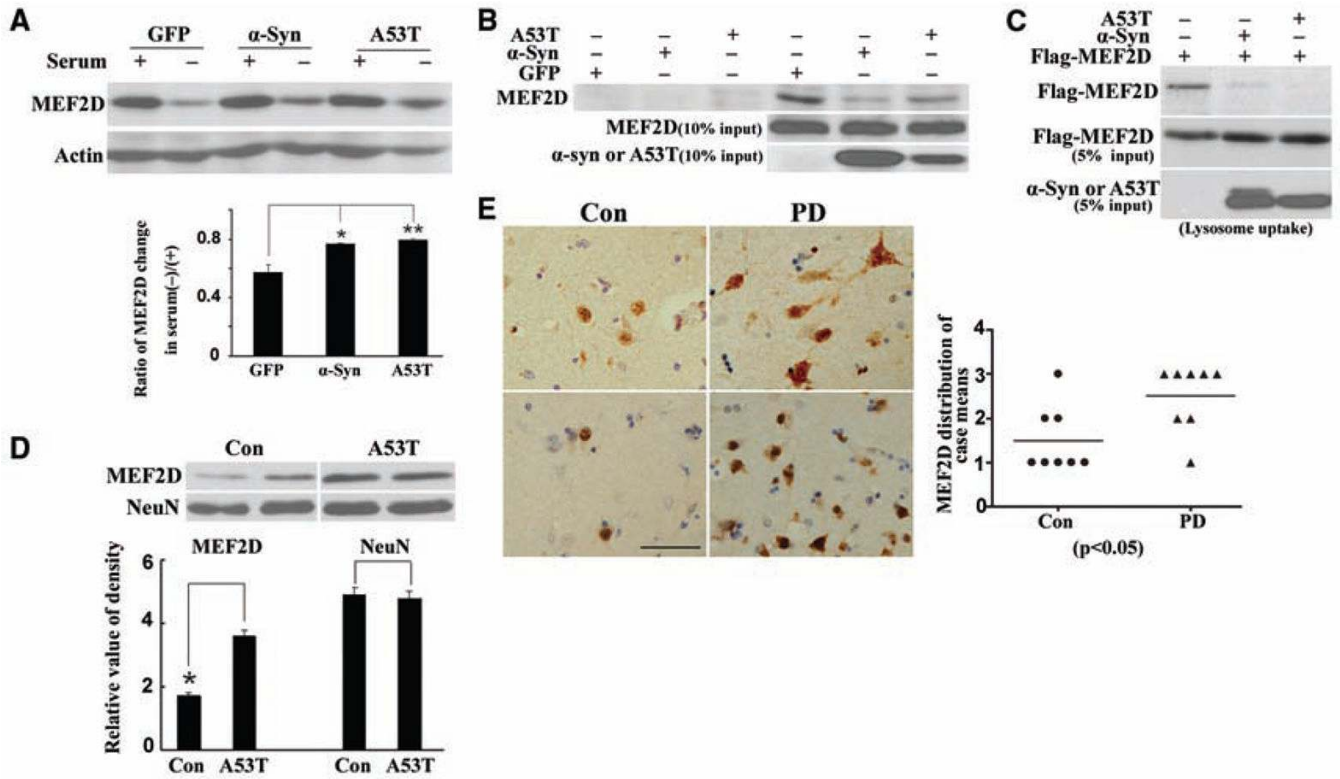 A
GFP α-Syn A53T
Serum + – + – + –
MEF2D
Actin
Ratio of MEF2D change
in serum(–)/(+)
0.8
0.4
0
* **
GFP α-Syn A53T
B
A53T – – + – – +
α-Syn – + – – + –
GFP + – – + – –
MEF2D
MEF2D(10% input)
α-syn or A53T(10% input)
C
A53T – – +
α-Syn – + –
Flag-MEF2D + + +
Flag-MEF2D
Flag-MEF2D
(5% input)
α-Syn or A53T
(5% input)
(Lysosome uptake)
D
Con A53T
MEF2D
NeuN
Relative value of density
MEF2D NeuN
6
4
2
0
*
Con A53T Con A53T
E
Con PD
MEF2D distribution of
case means
4
3
2
1
0
Con PD
(p<0.05)